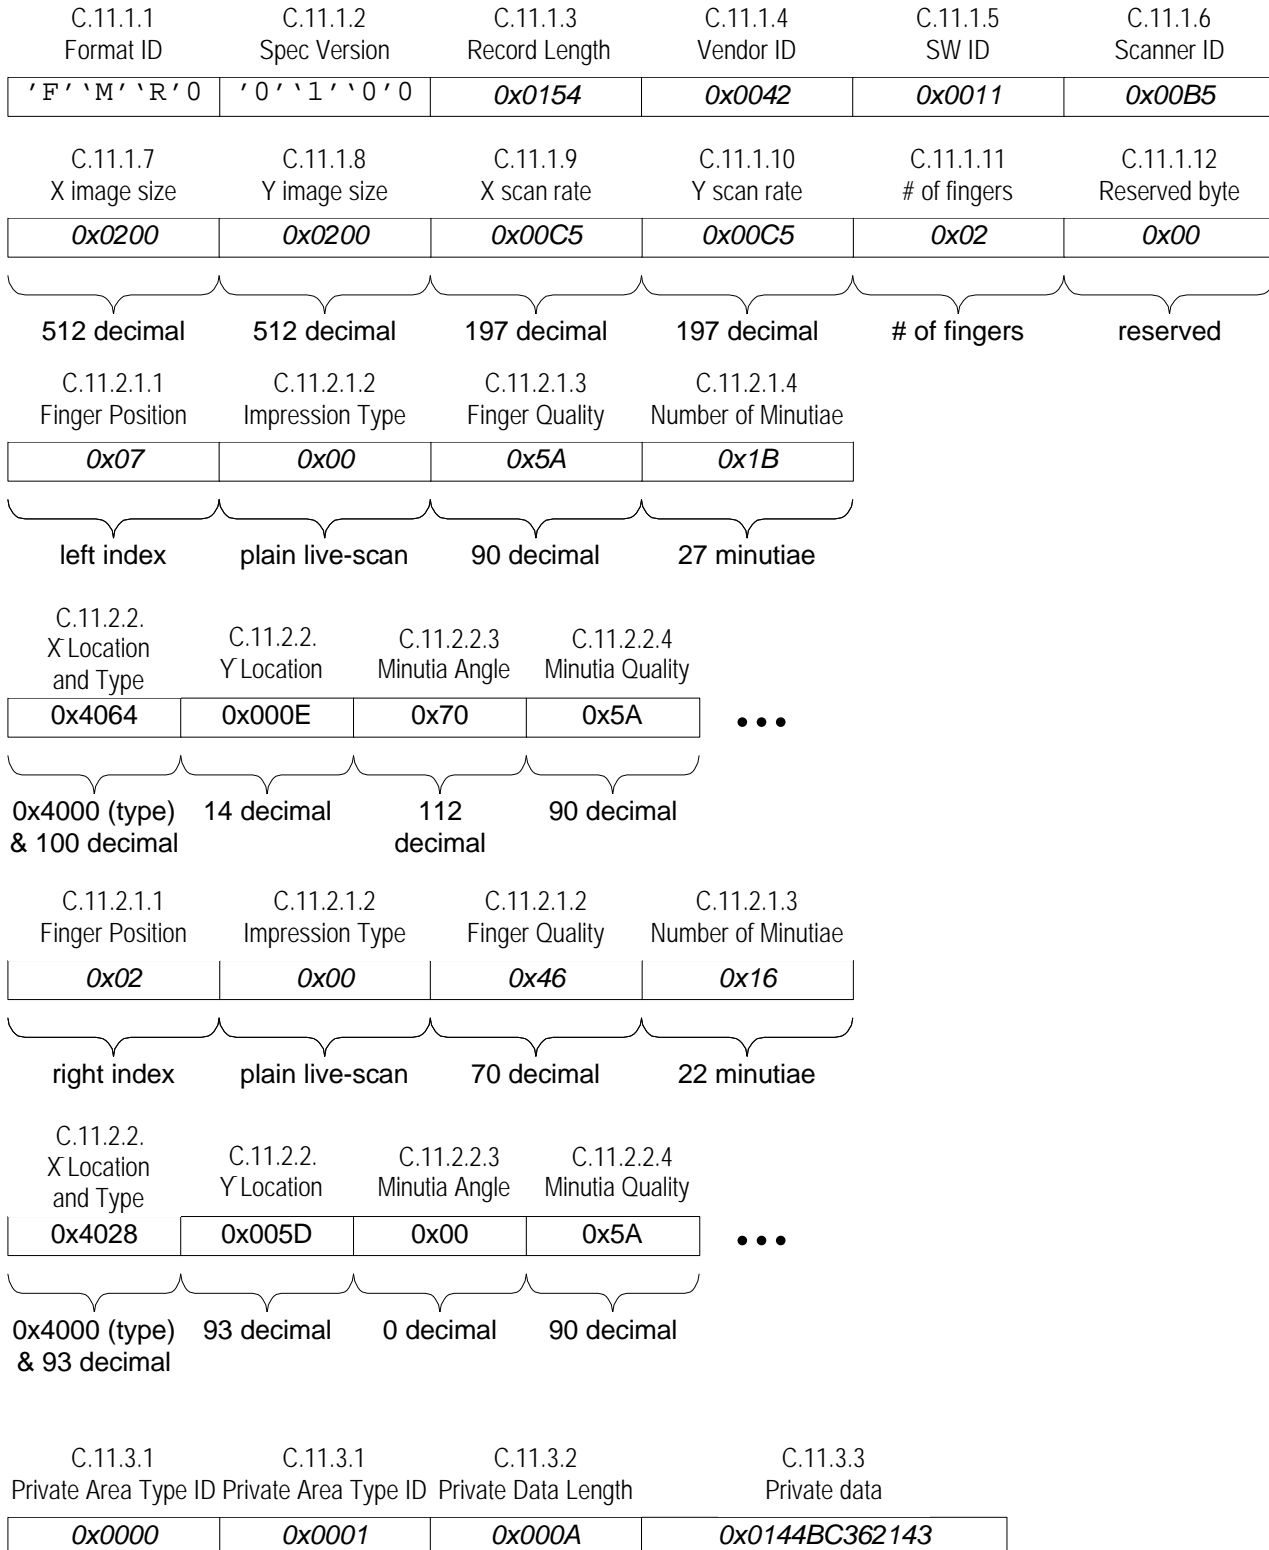 C.11.1.1 C.11.1.2 C.11.1.3 C.11.1.4 C.11.1.5 C.11.1.6
Format ID Spec Version Record Length Vendor ID SW ID Scanner ID
’F’‘M’‘R’0 ’0’‘1’‘0’0 0x0154 0x0042 0x0011 0x00B5
C.11.1.7 C.11.1.8 C.11.1.9 C.11.1.10 C.11.1.11 C.11.1.12
X image size Y image size X scan rate Y scan rate # of fingers Reserved byte
0x0200 0x0200 0x00C5 0x00C5 0x02 0x00
512 decimal 512 decimal 197 decimal 197 decimal # of fingers reserved
C.11.2.1.1 C.11.2.1.2 C.11.2.1.3 C.11.2.1.4
Finger Position Impression Type Finger Quality Number of Minutiae
0x07 0x00 0x5A 0x1B
left index plain live-scan 90 decimal 27 minutiae
C.11.2.2.
X Location C.11.2.2. C.11.2.2.3 C.11.2.2.4
and Type Y Location Minutia Angle Minutia Quality
0x4064 0x000E 0x70 0x5A •••
0x4000 (type) 14 decimal 112 90 decimal
& 100 decimal decimal
C.11.2.1.1 C.11.2.1.2 C.11.2.1.2 C.11.2.1.3
Finger Position Impression Type Finger Quality Number of Minutiae
0x02 0x00 0x46 0x16
right index plain live-scan 70 decimal 22 minutiae
C.11.2.2.
X Location C.11.2.2. C.11.2.2.3 C.11.2.2.4
and Type Y Location Minutia Angle Minutia Quality
0x4028 0x005D 0x00 0x5A •••
0x4000 (type) 93 decimal 0 decimal 90 decimal
& 93 decimal
C.11.3.1 C.11.3.1 C.11.3.2 C.11.3.3
Private Area Type ID Private Area Type ID Private Data Length Private data
0x0000 0x0001 0x000A 0x0144BC362143